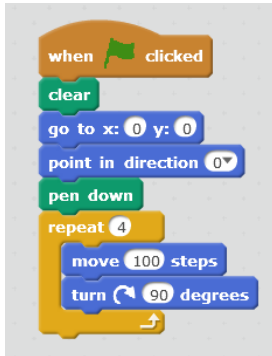 when clicked
clear
go to x: 0 y: 0
point in direction 0
pen down
repeat 4
move 100 steps
turn 90 degrees